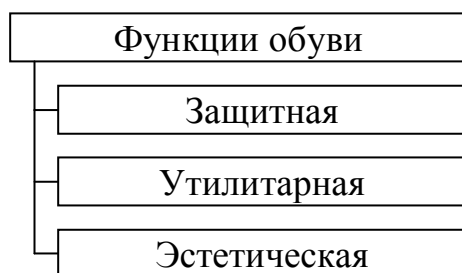 Функции обуви
Защитная
Утилитарная
Эстетическая